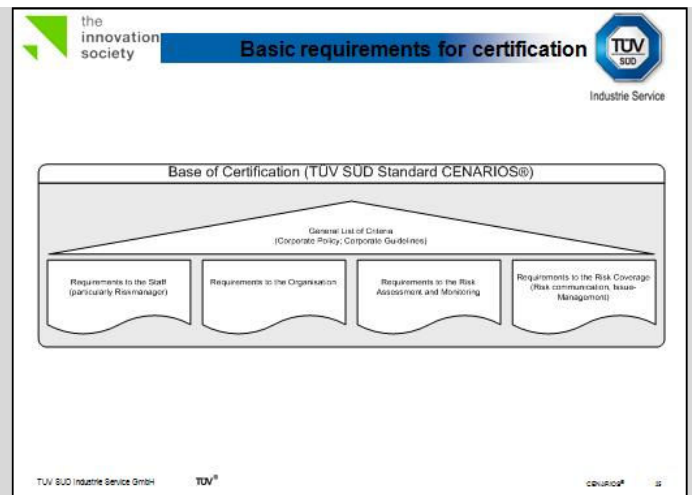 the
innovation
society
Basic requirements for certification
TÜV
SÜD
Industrie Service
Base of Certification (TÜV SÜD Standard CENARIOS®)
General List of Criteria
(Corporate Policy; Corporate Guidelines)
Requirements to the Staff
(particularly Riskmanager)
Requirements to the Organisation
Requirements to the Risk
Assessment and Monitoring
Requirements to the Risk Coverage
(Risk communication, Issue-
Management)
TÜV SÜD Industrie Service GmbH
TÜV®
CENARIOS®